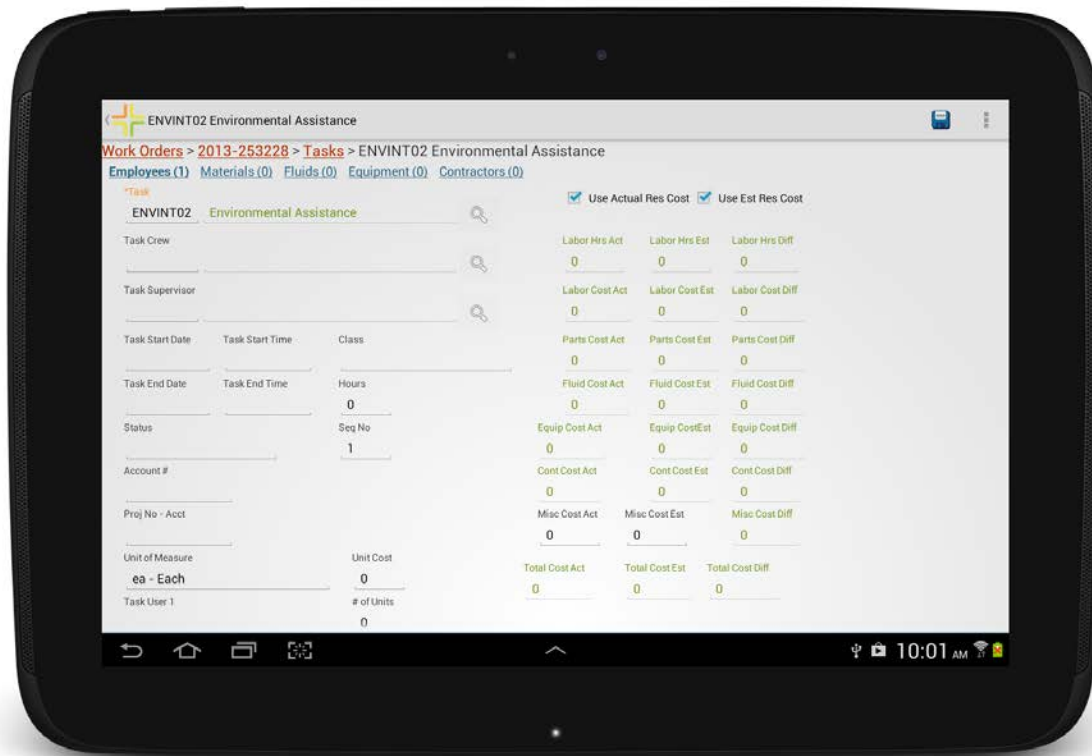 ENVINT02 Environmental Assistance
Work Orders > 2013-253228 > Tasks > ENVINT02 Environmental Assistance
Employees (1) Materials (0) Fluids (0) Equipment (0) Contractors (0)
*Task
ENVINT02 Environmental Assistance
Use Actual Res Cost Use Est Res Cost
Task Crew
Labor Hrs Act Labor Hrs Est Labor Hrs Diff
0 0 0
Task Supervisor
Labor Cost Act Labor Cost Est Labor Cost Diff
0 0 0
Task Start Date Task Start Time Class
Parts Cost Act Parts Cost Est Parts Cost Diff
0 0 0
Task End Date Task End Time Hours
0
Fluid Cost Act Fluid Cost Est Fluid Cost Diff
0 0 0
Status Seq No
1
Equip Cost Act Equip CostEst Equip Cost Diff
0 0 0
Account #
Cont Cost Act Cont Cost Est Cont Cost Diff
0 0 0
Proj No - Acct
Misc Cost Act Misc Cost Est Misc Cost Diff
0 0 0
Unit of Measure Unit Cost
ea - Each 0
Total Cost Act Total Cost Est Total Cost Diff
0 0 0
Task User 1 # of Units
0
10:01 AM